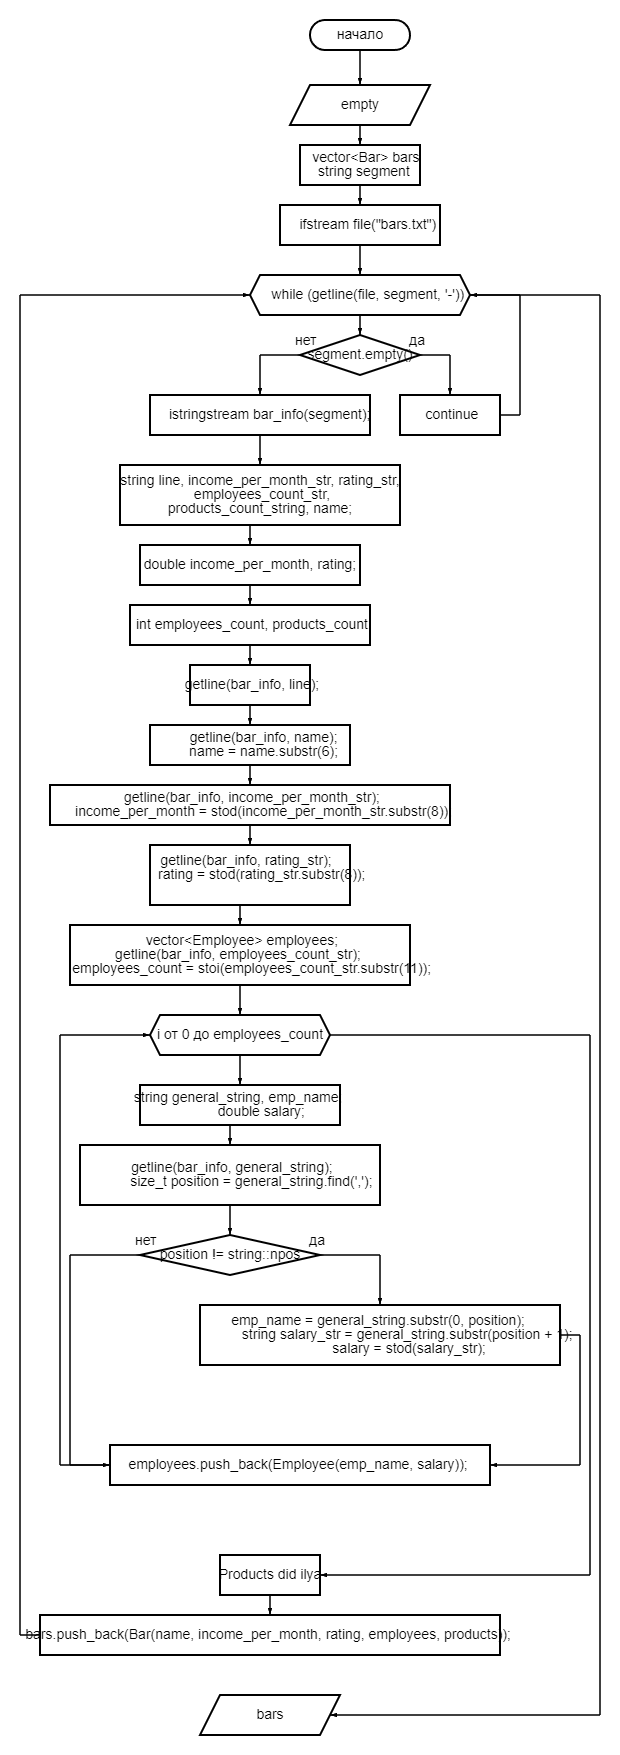 начало
empty
vector<Bar> bars
string segment
ifstream file("bars.txt")
while (getline(file, segment, '-'))
нет
да
segment.empty()
istringstream bar_info(segment);
continue
string line, income_per_month_str, rating_str,
employees_count_str,
products_count_string, name;
double income_per_month, rating;
int employees_count, products_count
getline(bar_info, line);
getline(bar_info, name);
name = name.substr(6);
getline(bar_info, income_per_month_str);
income_per_month = stod(income_per_month_str.substr(8))
getline(bar_info, rating_str);
rating = stod(rating_str.substr(8));
vector<Employee> employees;
getline(bar_info, employees_count_str);
employees_count = stoi(employees_count_str.substr(11));
i от 0 до employees_count
string general_string, emp_name
double salary;
getline(bar_info, general_string);
size_t position = general_string.find(',');
нет
да
position != string::npos
emp_name = general_string.substr(0, position);
string salary_str = general_string.substr(position + 1);
salary = stod(salary_str);
employees.push_back(Employee(emp_name, salary));
Products did ilya
bars.push_back(Bar(name, income_per_month, rating, employees, products));
bars